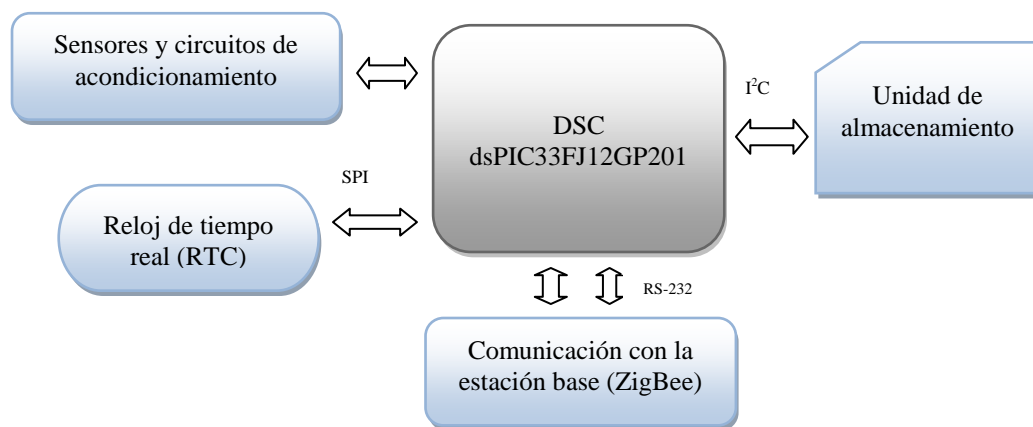 Sensores y circuitos de
acondicionamiento
DSC
dsPIC33FJ12GP201
I²C
Unidad de
almacenamiento
SPI
Reloj de tiempo
real (RTC)
RS-232
Comunicación con la
estación base (ZigBee)